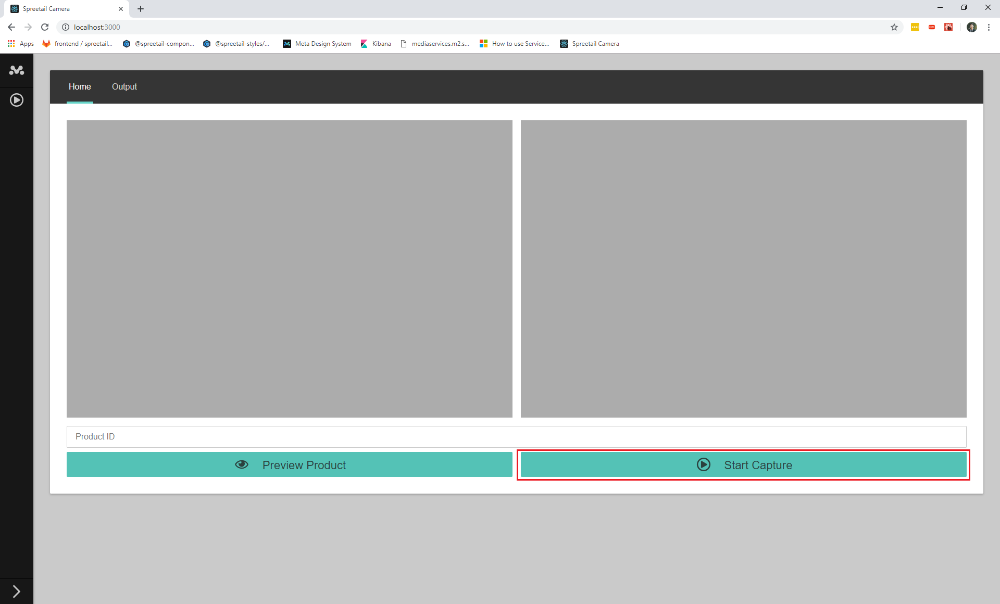 Spreetail Camera
localhost:3000
Apps
frontend / spreetail...
@spreetail-compon...
@spreetail-styles/...
Meta Design System
Kibana
mediaservices.m2.s...
How to use Service...
Spreetail Camera
Home
Output
Product ID
Preview Product
Start Capture